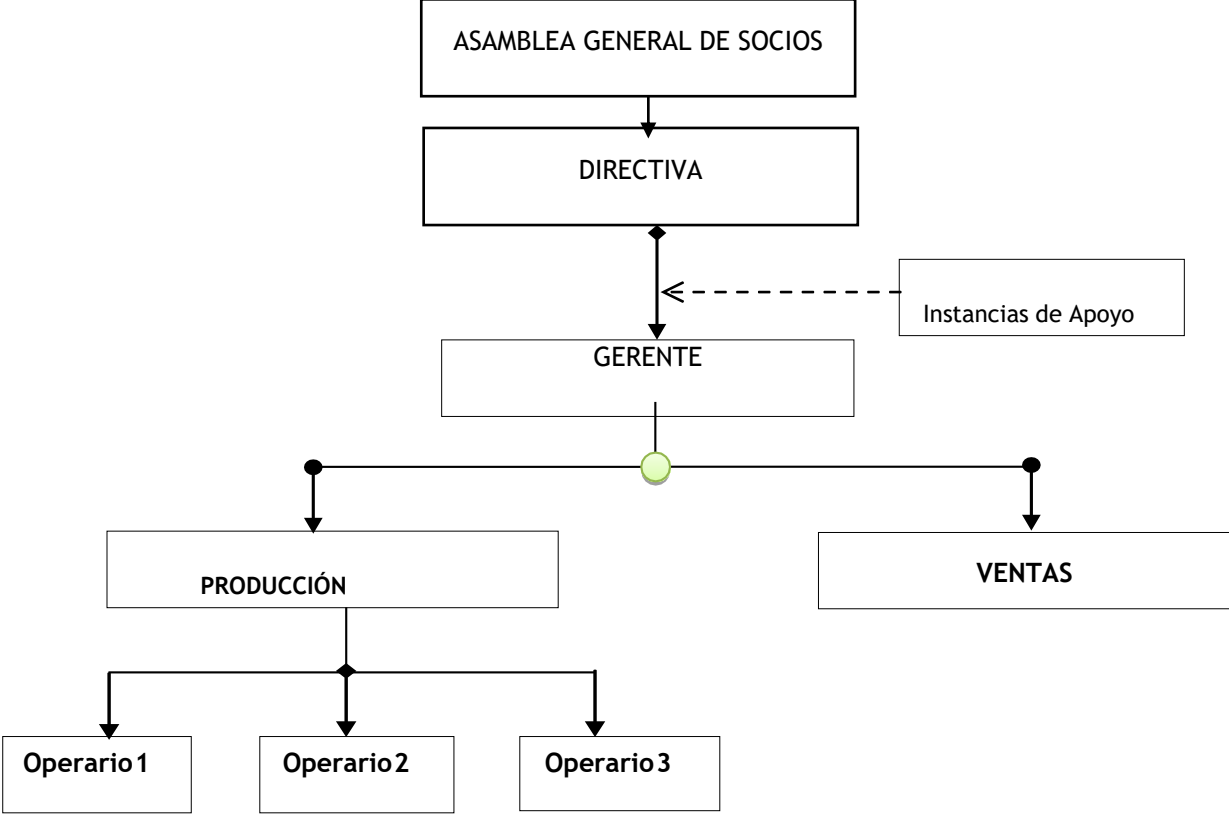 ASAMBLEA GENERAL DE SOCIOS
DIRECTIVA
Instancias de Apoyo
GERENTE
PRODUCCIÓN
VENTAS
Operario 1
Operario 2
Operario 3